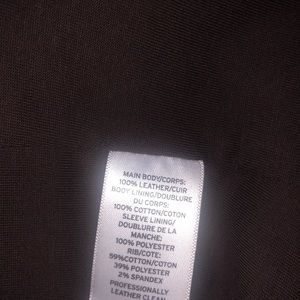 MAIN BODY/CORPS:
100% LEATHER/CUIR
BODY LINING/DOUBLURE
DU CORPS:
100% COTTON/COTON
SLEEVE LINING/
DOUBLURE DE LA
MANCHE:
100% POLYESTER
RIB/COTE:
59%COTTON/COTON
39% POLYESTER
2% SPANDEX
PROFESSIONALLY
LEATHER CLEAN